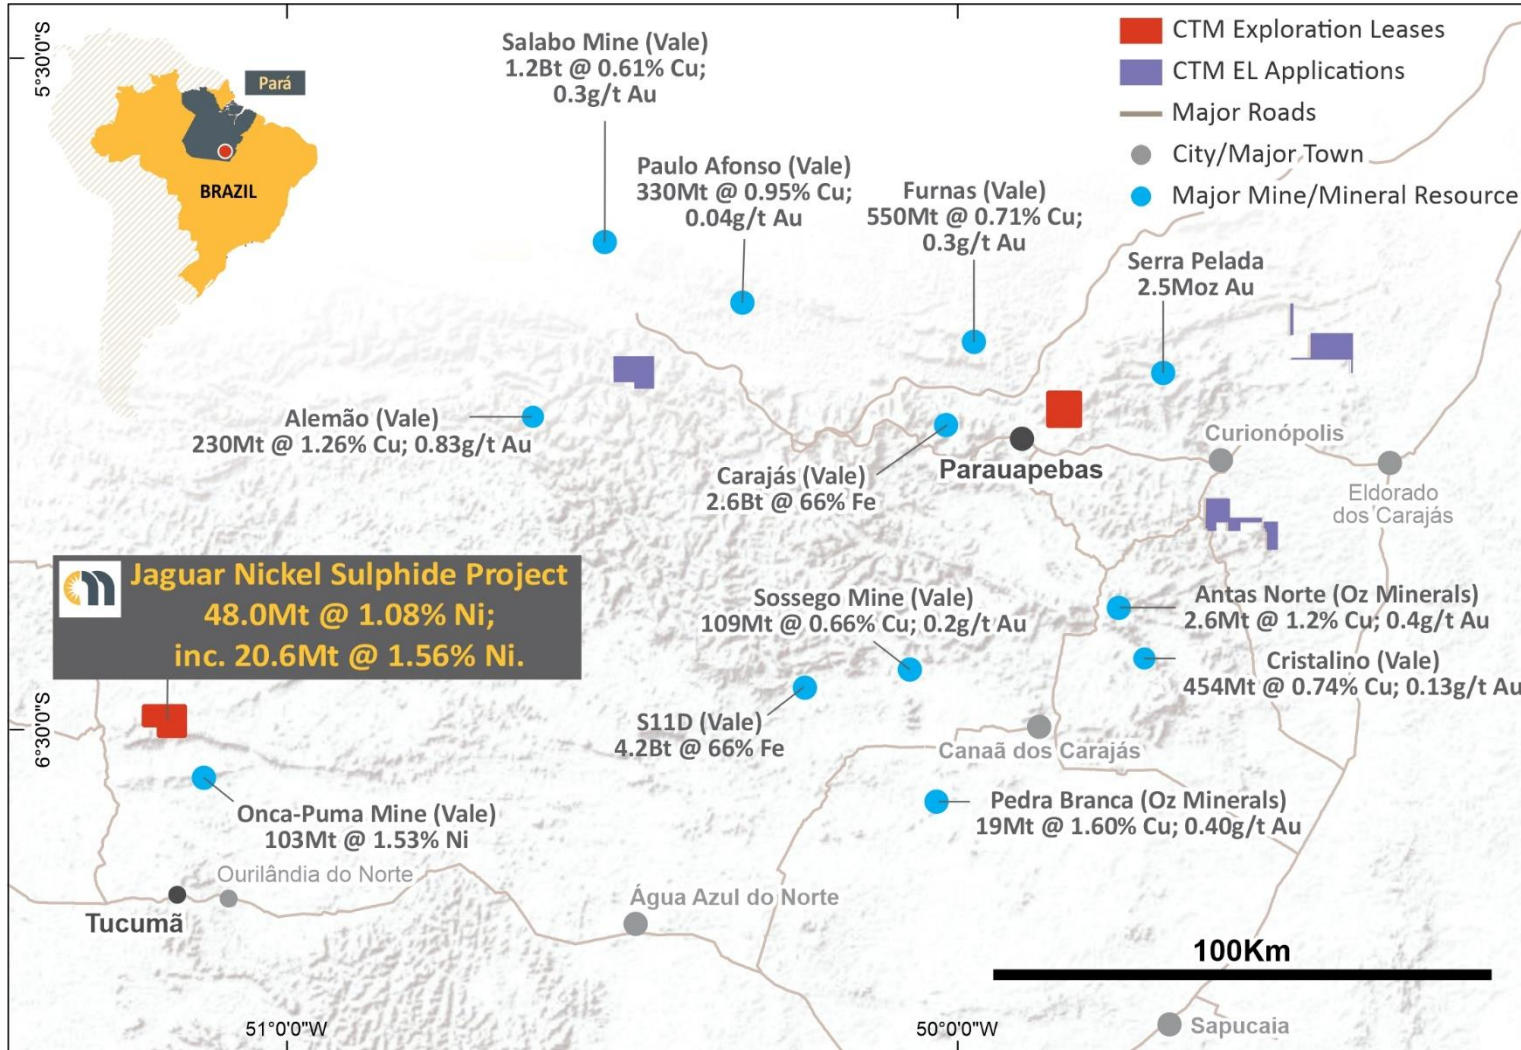 5°30'0"S
Pará
BRAZIL
Salabo Mine (Vale)
1.2Bt @ 0.61% Cu;
0.3g/t Au
CTM Exploration Leases
CTM EL Applications
Major Roads
City/Major Town
Major Mine/Mineral Resource
Paulo Afonso (Vale)
330Mt @ 0.95% Cu;
0.04g/t Au
Furnas (Vale)
550Mt @ 0.71% Cu;
0.3g/t Au
Serra Pelada
2.5Moz Au
Alemão (Vale)
230Mt @ 1.26% Cu; 0.83g/t Au
Carajás (Vale)
2.6Bt @ 66% Fe
Parauapebas
Curionópolis
Eldorado
dos Carajás
Jaguar Nickel Sulphide Project
48.0Mt @ 1.08% Ni;
inc. 20.6Mt @ 1.56% Ni.
Sossego Mine (Vale)
109Mt @ 0.66% Cu; 0.2g/t Au
Antas Norte (Oz Minerals)
2.6Mt @ 1.2% Cu; 0.4g/t Au
Cristalino (Vale)
454Mt @ 0.74% Cu; 0.13g/t Au
6°30'0"S
S11D (Vale)
4.2Bt @ 66% Fe
Canaã dos Carajás
Onca-Puma Mine (Vale)
103Mt @ 1.53% Ni
Pedra Branca (Oz Minerals)
19Mt @ 1.60% Cu; 0.40g/t Au
Ourilândia do Norte
Tucumã
Água Azul do Norte
100Km
51°0'0"W
50°0'0"W
Sapucaia